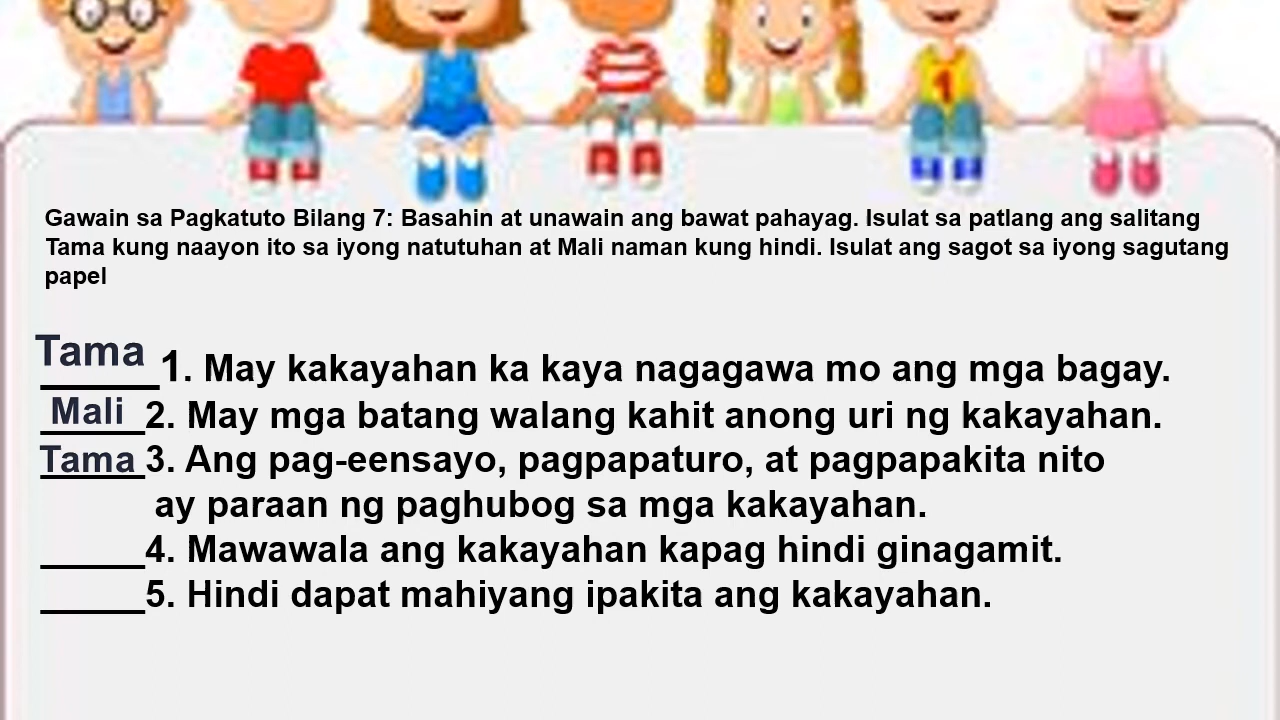 1
Gawain sa Pagkatuto Bilang 7: Basahin at unawain ang bawat pahayag. Isulat sa patlang ang salitang
Tama kung naayon ito sa iyong natutuhan at Mali naman kung hindi. Isulat ang sagot sa iyong sagutang
papel
Tama 1. May kakayahan ka kaya nagagawa mo ang mga bagay.
Mali 2. May mga batang walang kahit anong uri ng kakayahan.
Tama 3. Ang pag-eensayo, pagpapaturo, at pagpapakita nito
ay paraan ng paghubog sa mga kakayahan.
______4. Mawawala ang kakayahan kapag hindi ginagamit.
______5. Hindi dapat mahiyang ipakita ang kakayahan.